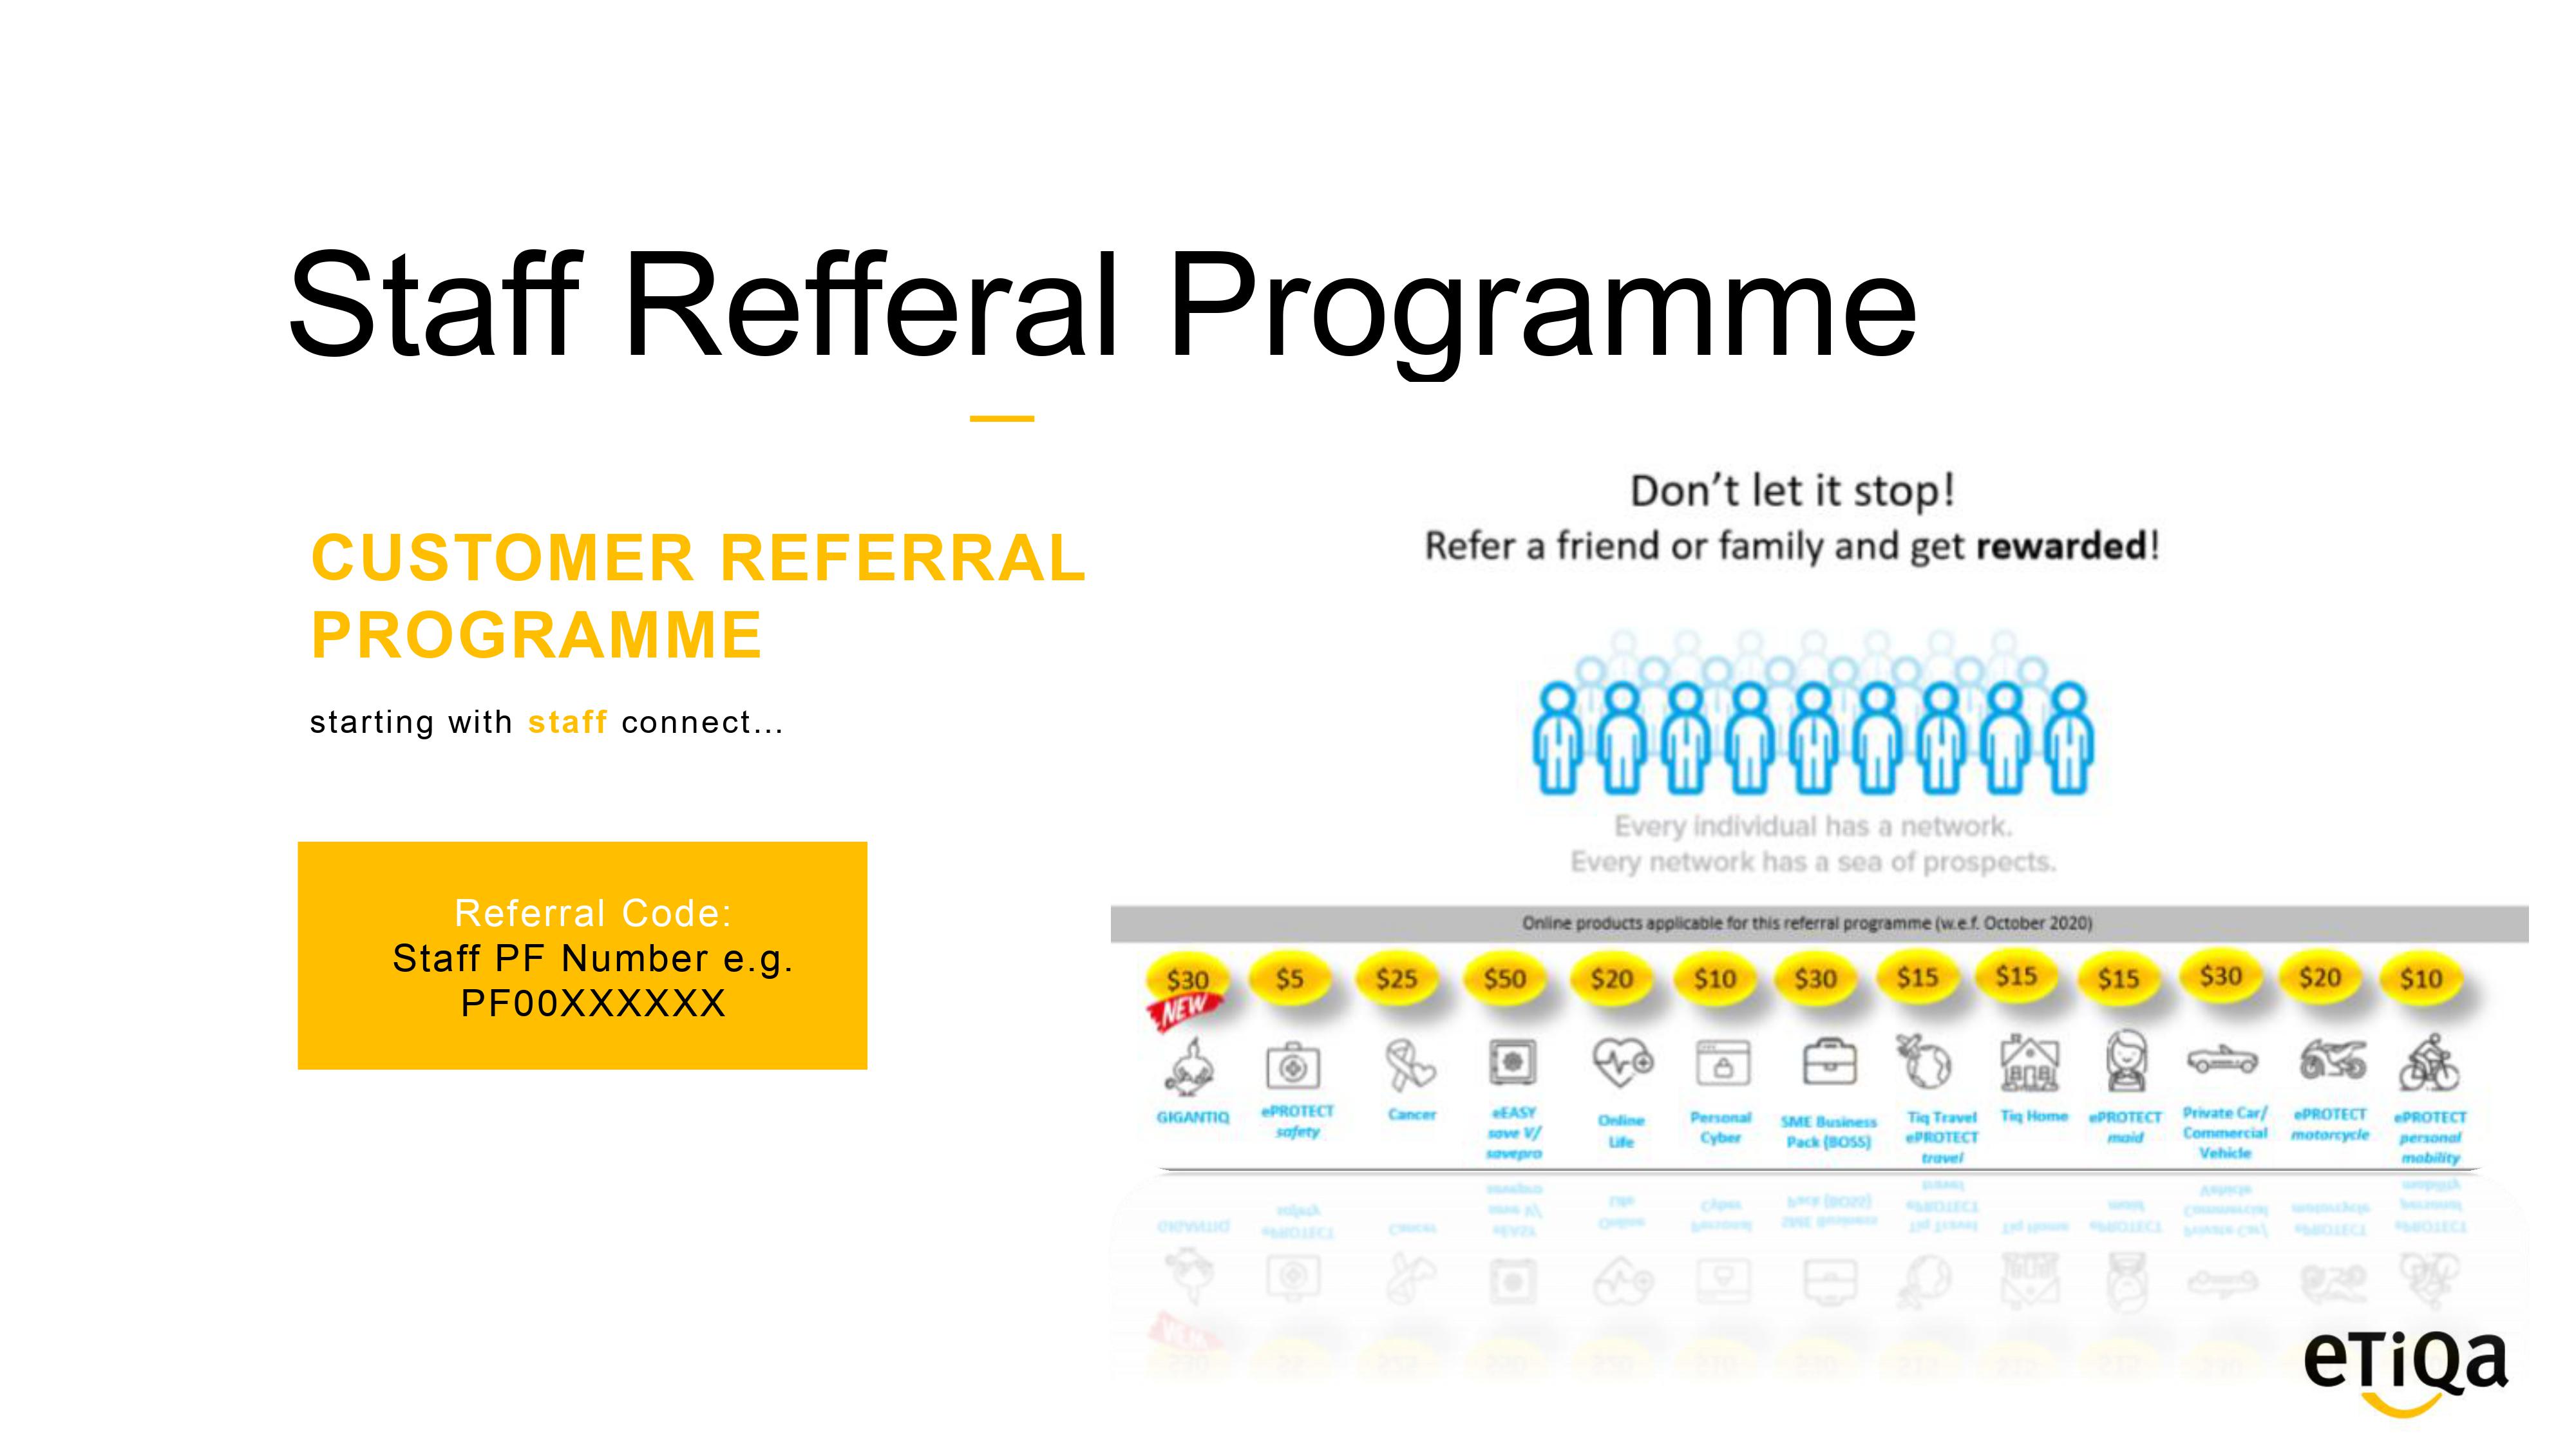 Staff Refferal Programme
CUSTOMER REFERRAL
PROGRAMME
starting with staff connect...
Referral Code:
Staff PF Number e.g.
PF00XXXXXX
Don't let it stop!
Refer a friend or family and get rewarded!
Every individual has a network.
Every network has a sea of prospects.
Online products applicable for this referral programme (w.e.f. October 2020)
$30 $5 $25 $50 $20 $10 $30 $15 $15 $15 $30 $20 $10
NEW
GIGANTIQ
ePROTECT
safety
Cancer
eEASY
save V/
savepro
Online
Life
Personal
Cyber
SME Business
Pack (BOSS)
Tiq Travel
ePROTECT
travel
Tiq Home
ePROTECT
maid
Private Car/
Commercial
Vehicle
ePROTECT
motorcycle
ePROTECT
personal
mobility
eTiQa